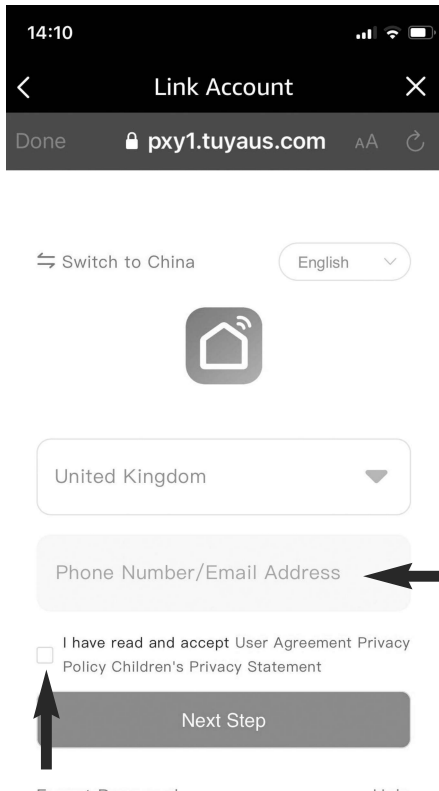 14:10
Link Account
Done pxy1.tuyaus.com AA
Switch to China English
United Kingdom
Phone Number/Email Address
I have read and accept User Agreement Privacy
Policy Children's Privacy Statement
Next Step